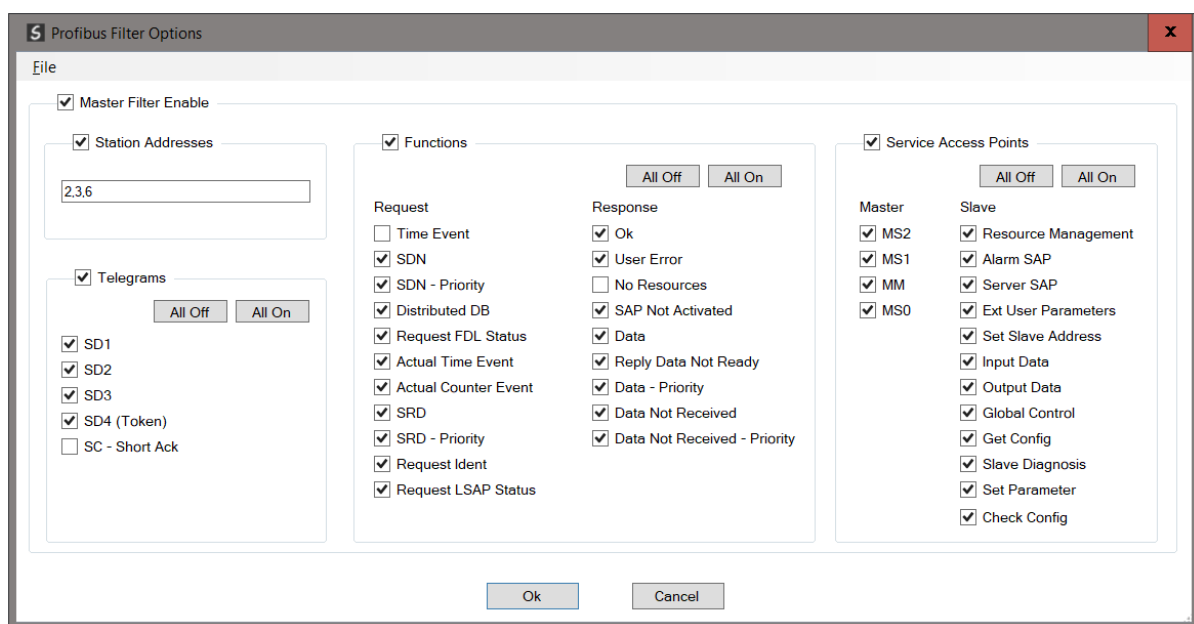 S Profibus Filter Options x
File
Master Filter Enable
Station Addresses
2,3,6
Telegrams
All Off All On
SD1
SD2
SD3
SD4 (Token)
SC - Short Ack
Functions
All Off All On
Request
Time Event
SDN
SDN - Priority
Distributed DB
Request FDL Status
Actual Time Event
Actual Counter Event
SRD
SRD - Priority
Request Ident
Request LSAP Status
Response
Ok
User Error
No Resources
SAP Not Activated
Data
Reply Data Not Ready
Data - Priority
Data Not Received
Data Not Received - Priority
Service Access Points
All Off All On
Master
MS2
MS1
MM
MS0
Slave
Resource Management
Alarm SAP
Server SAP
Ext User Parameters
Set Slave Address
Input Data
Output Data
Global Control
Get Config
Slave Diagnosis
Set Parameter
Check Config
Ok Cancel